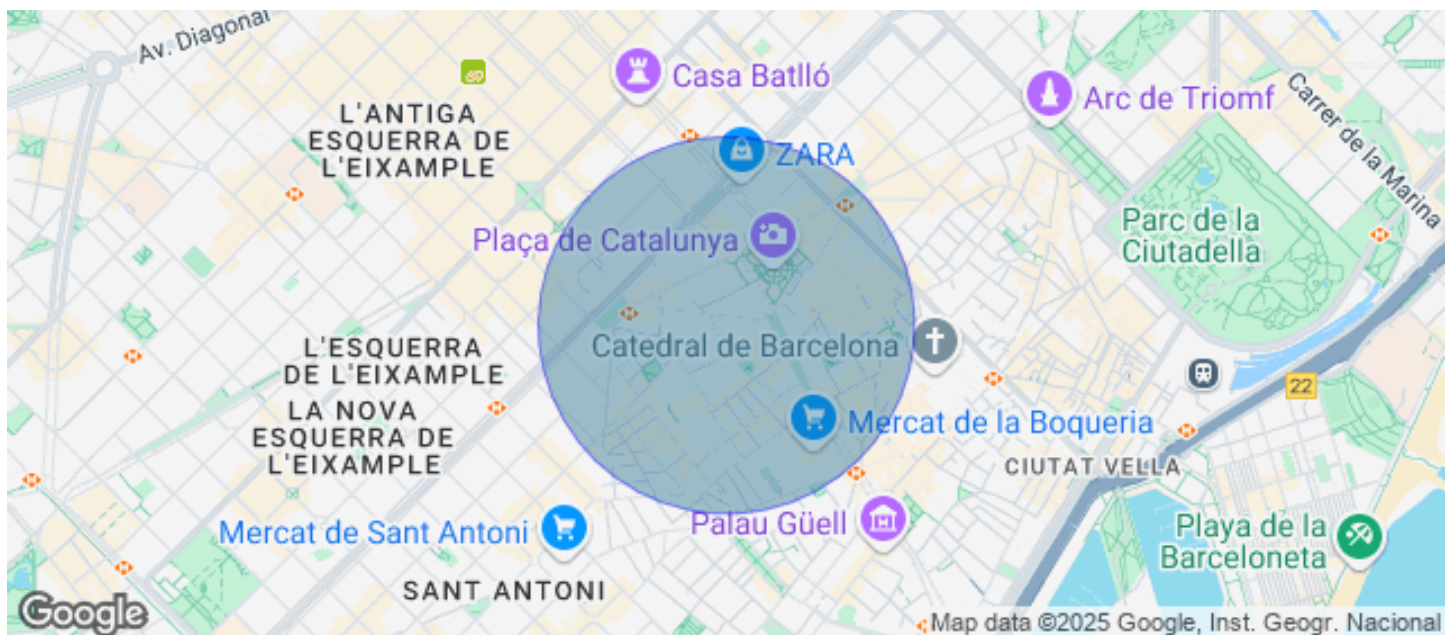 Av. Diagonal
Casa Batlló
Arc de Triomf
Carrer de la Marina
L'ANTIGA
ESQUERRA DE
L'EIXAMPLE
ZARA
Parc de la
Ciutadella
Plaça de Catalunya
L'ESQUERRA
DE L'EIXAMPLE
Catedral de Barcelona
22
LA NOVA
ESQUERRA DE
L'EIXAMPLE
Mercat de la Boqueria
CIUTAT VELLA
Mercat de Sant Antoni
Palau Güell
Playa de la
Barceloneta
SANT ANTONI
Google
Map data ©2025 Google, Inst. Geogr. Nacional